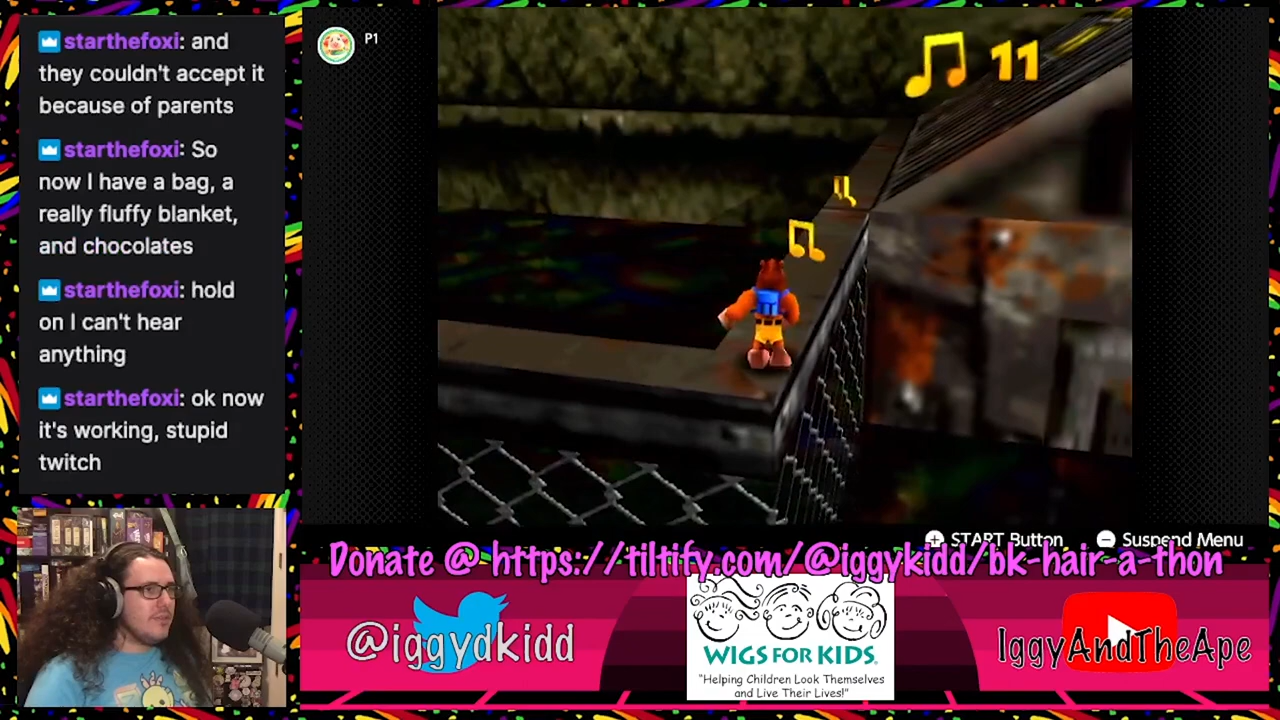 starthefoxi: and
they couldn't accept it
because of parents
starthefoxi: So
now I have a bag, a
really fluffy blanket,
and chocolates
starthefoxi: hold
on I can't hear
anything
starthefoxi: ok now
it's working, stupid
twitch
P1
11
START Button
Suspend Menu
Donate @ https://tiltify.com/@iggykidd/bk-hair-a-thon
@iggydkidd
WIGS FOR KIDS.
"Helping Children Look Themselves
and Live Their Lives!"
IggyAndTheApe